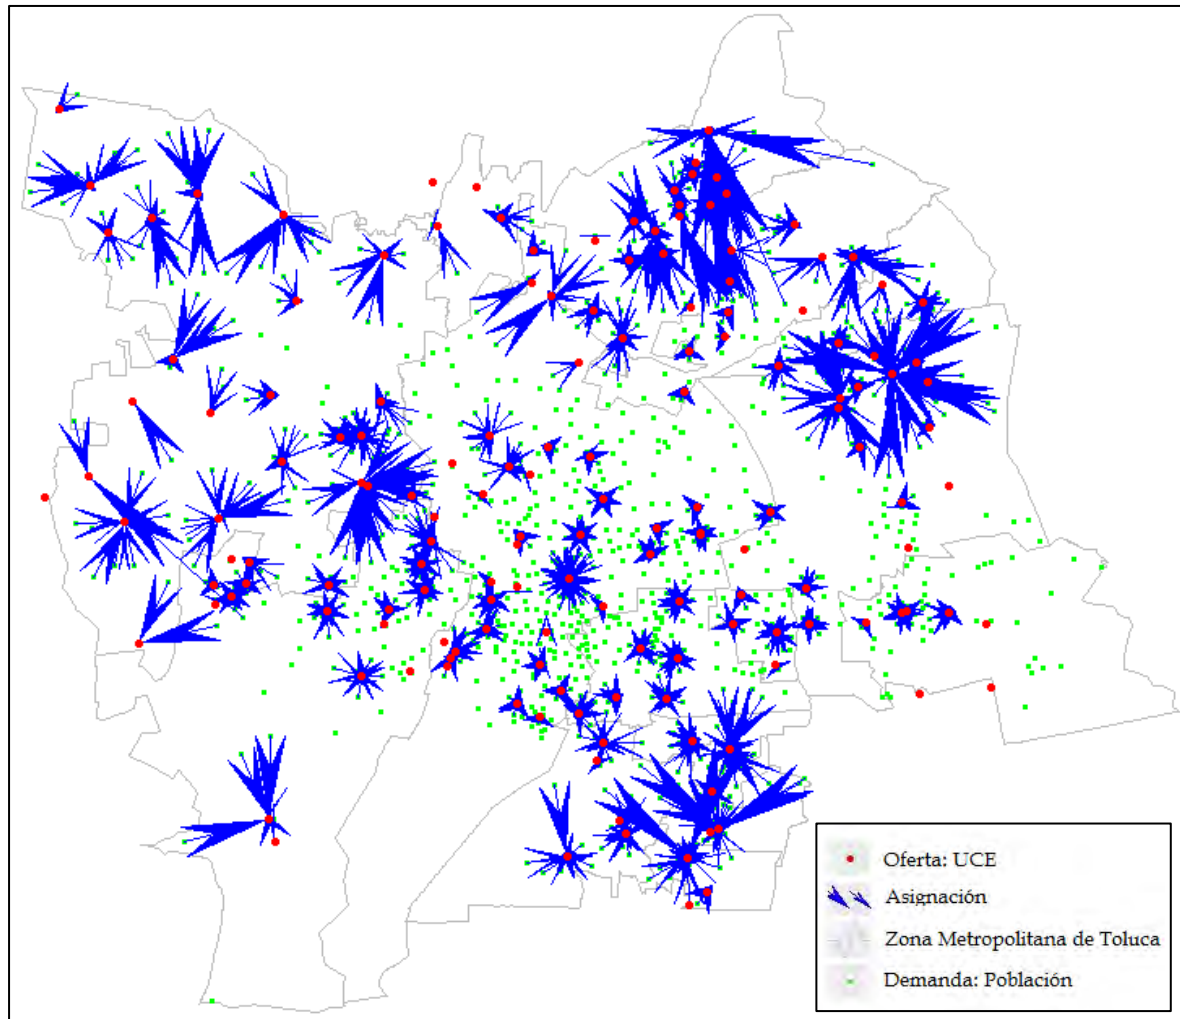 Oferta: UCE
Asignación
Zona Metropolitana de Toluca
Demanda: Población